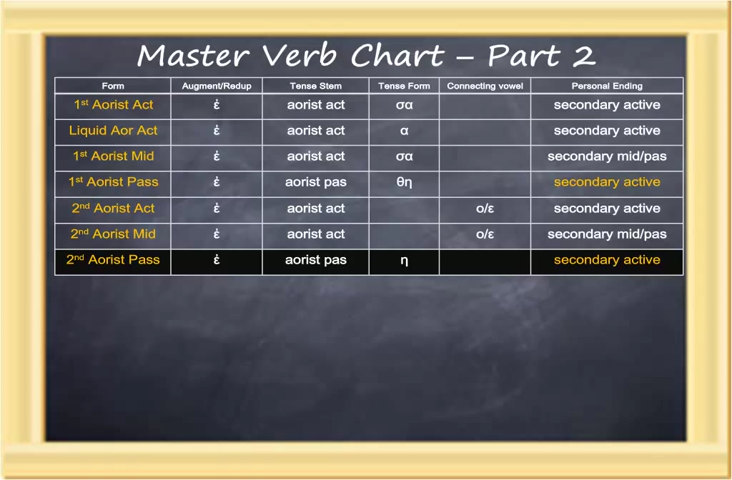 Master Verb Chart – Part 2
Form Augment/Redup Tense Stem Tense Form Connecting vowel Personal Ending
1st Aorist Act ἐ aorist act σα secondary active
Liquid Aor Act ἐ aorist act α secondary active
1st Aorist Mid ἐ aorist act σα secondary mid/pas
1st Aorist Pass ἐ aorist pas θη secondary active
2nd Aorist Act ἐ aorist act ο/ε secondary active
2nd Aorist Mid ἐ aorist act ο/ε secondary mid/pas
2nd Aorist Pass ἐ aorist pas η secondary active